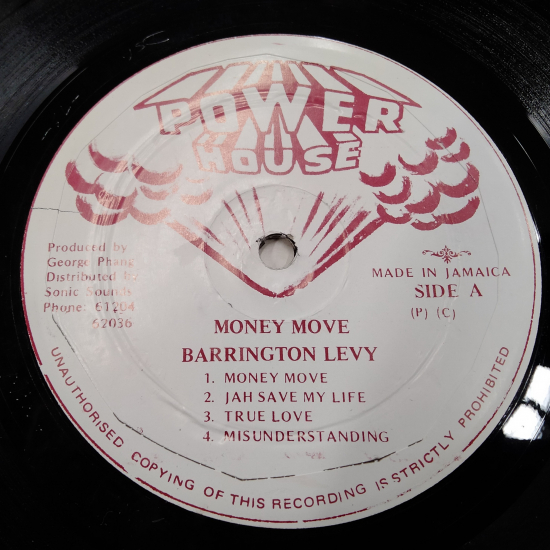 POWER
HOUSE
Produced by
George Phang
Distributed by
Sonic Sounds
Phone: 61204
62036
MADE IN JAMAICA
SIDE A
(P) (C)
MONEY MOVE
BARRINGTON LEVY
1. MONEY MOVE
2. JAH SAVE MY LIFE
3. TRUE LOVE
4. MISUNDERSTANDING
UNAUTHORISED COPYING OF THIS RECORDING IS STRICTLY PROHIBITED